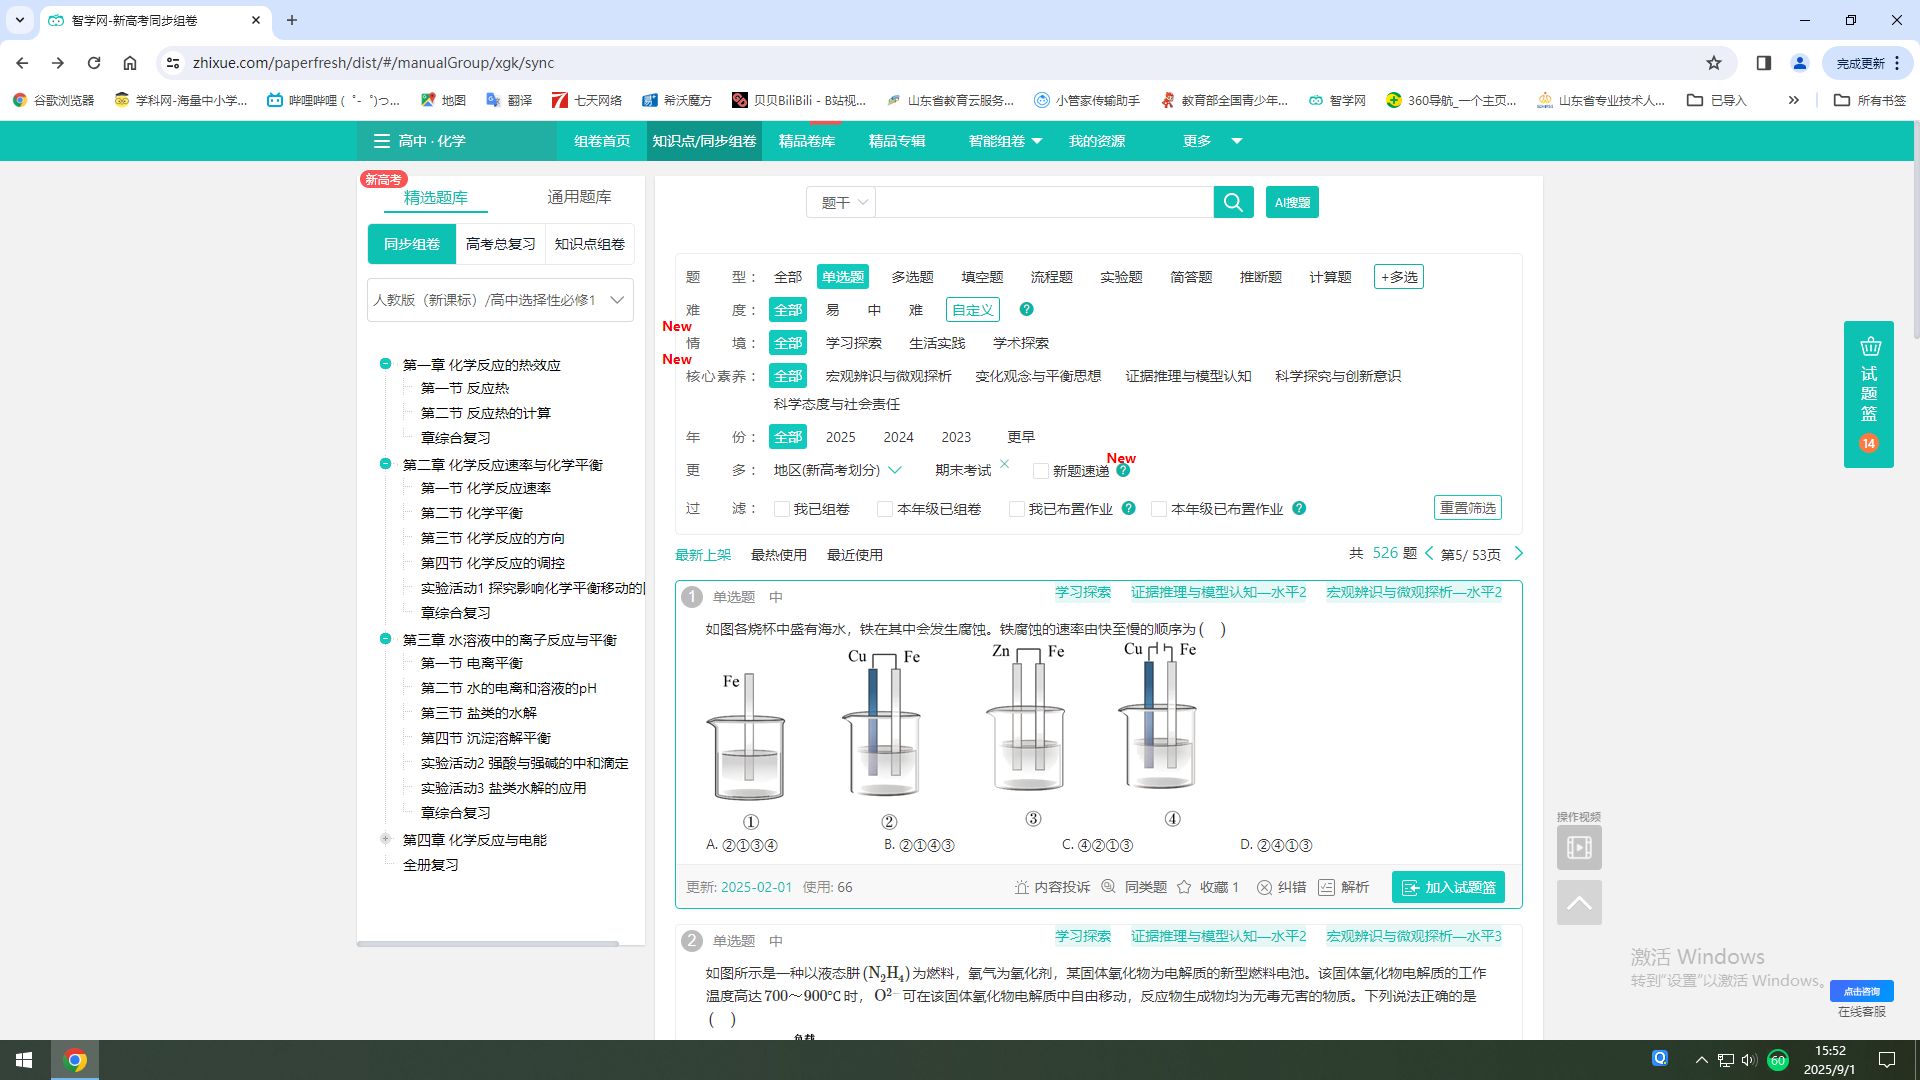 智学网-新高考同步组卷
zhixue.com/paperfresh/dist/#/manualGroup/xgk/sync
完成更新
谷歌浏览器 学科网-海量中小学... 哔哩哔哩 (゜-゜)つ... 地图 翻译 七天网络 希沃魔方 贝贝BiliBili - B站视... 山东省教育云服务... 小管家传输助手 教育部全国青少年... 智学网 360导航_一个主页... 山东省专业技术人... 已导入 » 所有书签
高中 · 化学 组卷首页 知识点/同步组卷 精品卷库 精品专辑 智能组卷 我的资源 更多
新高考
精选题库 通用题库
同步组卷 高考总复习 知识点组卷
人教版（新课标）/高中选择性必修1
第一章 化学反应的热效应
第一节 反应热
第二节 反应热的计算
章综合复习
第二章 化学反应速率与化学平衡
第一节 化学反应速率
第二节 化学平衡
第三节 化学反应的方向
第四节 化学反应的调控
实验活动1 探究影响化学平衡移动的
章综合复习
第三章 水溶液中的离子反应与平衡
第一节 电离平衡
第二节 水的电离和溶液的pH
第三节 盐类的水解
第四节 沉淀溶解平衡
实验活动2 强酸与强碱的中和滴定
实验活动3 盐类水解的应用
章综合复习
第四章 化学反应与电能
全册复习
题干 AI搜题
题 型： 全部 单选题 多选题 填空题 流程题 实验题 简答题 推断题 计算题 +多选
难 度： 全部 易 中 难 自定义 ?
New
情 境： 全部 学习探索 生活实践 学术探索
New
核心素养： 全部 宏观辨识与微观探析 变化观念与平衡思想 证据推理与模型认知 科学探究与创新意识
科学态度与社会责任
年 份： 全部 2025 2024 2023 更早
更 多： 地区(新高考划分) 期末考试 新题速递 ? New
过 滤： 我已组卷 本年级已组卷 我已布置作业 ? 本年级已布置作业 ? 重置筛选
最新上架 最热使用 最近使用 共 526 题 第5/ 53页
1 单选题 中 学习探索 证据推理与模型认知—水平2 宏观辨识与微观探析—水平2
如图各烧杯中盛有海水，铁在其中会发生腐蚀。铁腐蚀的速率由快至慢的顺序为( )
Fe Cu Fe Zn Fe Cu Fe
① ② ③ ④
A. ②①③④ B. ②①④③ C. ④②①③ D. ②④①③
更新: 2025-02-01 使用: 66 内容投诉 同类题 收藏 1 纠错 解析 加入试题篮
2 单选题 中 学习探索 证据推理与模型认知—水平2 宏观辨识与微观探析—水平3
如图所示是一种以液态肼(N₂H₄)为燃料，氧气为氧化剂，某固体氧化物为电解质的新型燃料电池。该固体氧化物电解质的工作
温度高达700～900℃时，O²⁻可在该固体氧化物电解质中自由移动，反应物生成物均为无毒无害的物质。下列说法正确的是
( )
负载
试题篮
14
操作视频
激活 Windows
转到"设置"以激活 Windows。
点击咨询
在线客服
60
15:52
2025/9/1